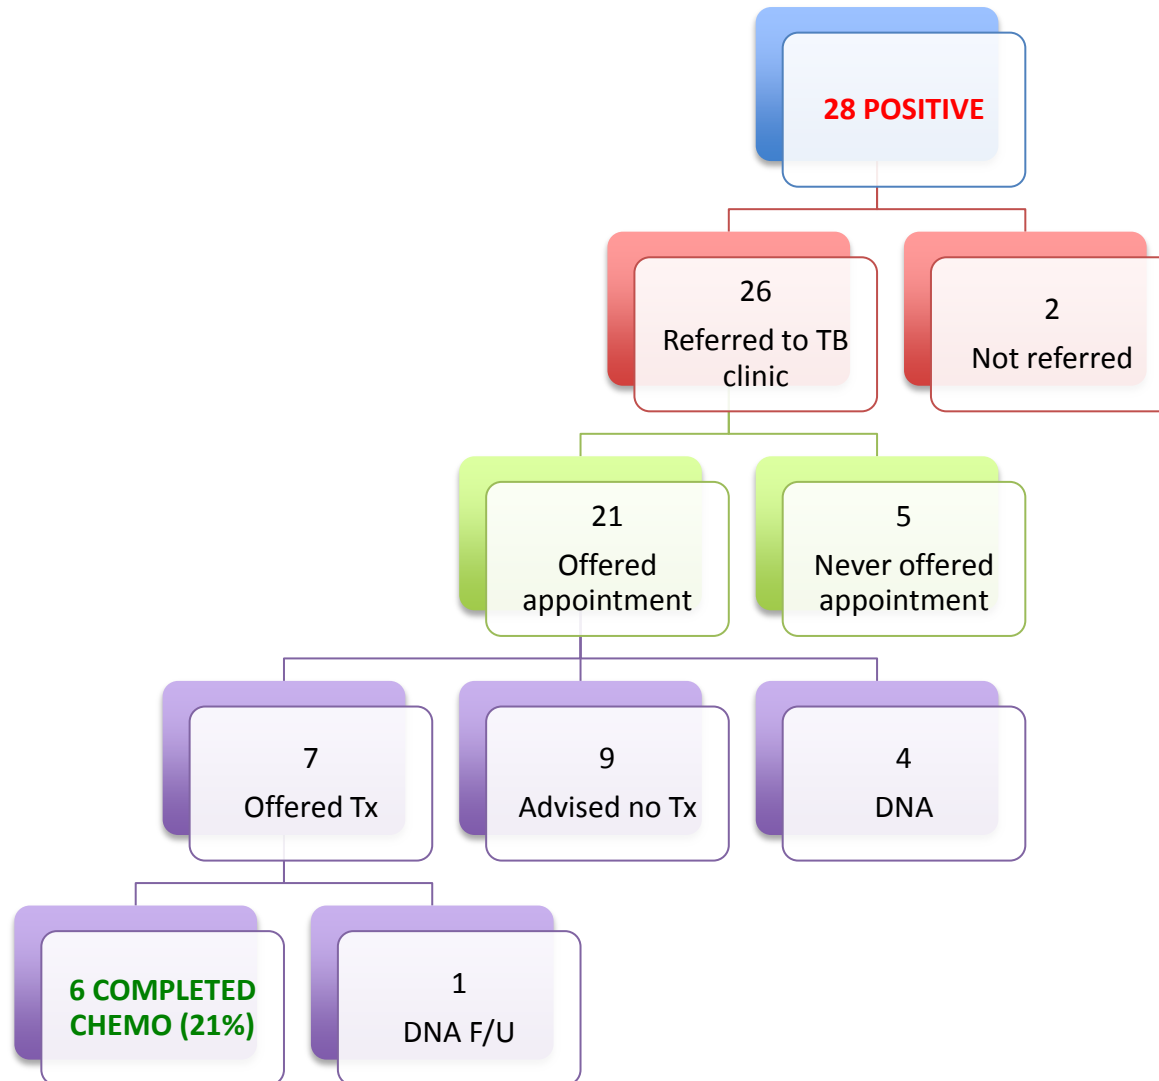 28 POSITIVE
26
Referred to TB
clinic
2
Not referred
21
Offered
appointment
5
Never offered
appointment
7
Offered Tx
9
Advised no Tx
4
DNA
6 COMPLETED
CHEMO (21%)
1
DNA F/U